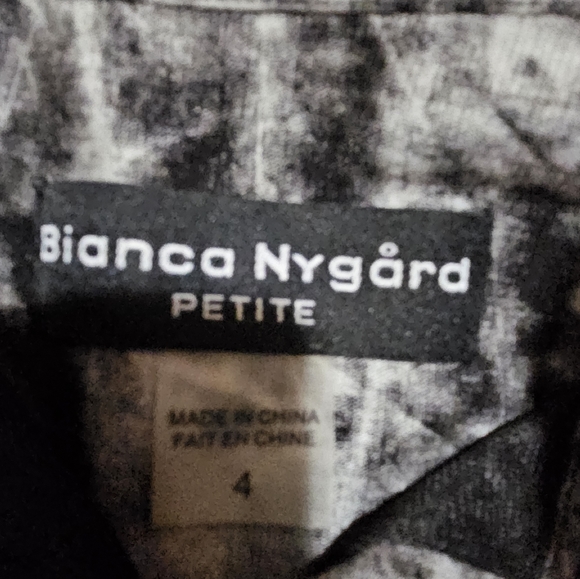 Bianca Nygård
PETITE
MADE IN CHINA
FAIT EN CHINE
4